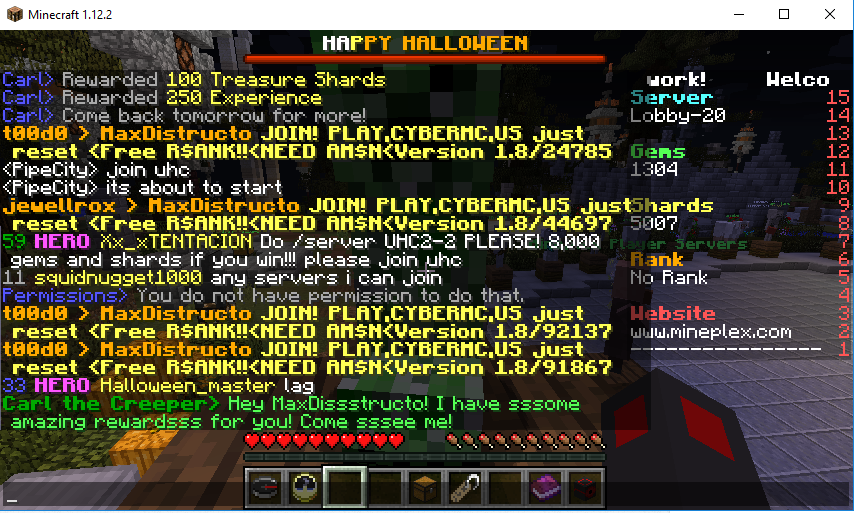 Minecraft 1.12.2
HAPPY HALLOWEEN
Carl> Rewarded 100 Treasure Shards
Carl> Rewarded 250 Experience
Carl> Come back tomorrow for more!
t00d0 > MaxDistructo JOIN! PLAY,CYBERMC,US just
reset <Free R$ANK!!<NEED AM$N<Version 1.8/24785
<PipeCity> join uhc
<PipeCity> its about to start
jewellrox > MaxDistructo JOIN! PLAY,CYBERMC,US just
reset <Free R$ANK!!<NEED AM$N<Version 1.8/44697
59 HERO Xx_xTENTACION Do /server UHC2-2 PLEASE! 8,000
gems and shards if you win!!! please join uhc
11 squidnugget1000 any servers i can join
Permissions> You do not have permission to do that.
t00d0 > MaxDistructo JOIN! PLAY,CYBERMC,US just
reset <Free R$ANK!!<NEED AM$N<Version 1.8/92137
t00d0 > MaxDistructo JOIN! PLAY,CYBERMC,US just
reset <Free R$ANK!!<NEED AM$N<Version 1.8/91867
33 HERO Halloween_master lag
Carl the Creeper> Hey MaxDissstructo! I have sssome
amazing rewardsss for you! Come sssee me!
work! Welco
Server 15
Lobby-20 14
13
Gems 12
1304 11
10
Shards 9
5007 8
Player Servers
7
Rank 6
No Rank 5
4
Website 3
www.mineplex.com 2
---------------- 1
_